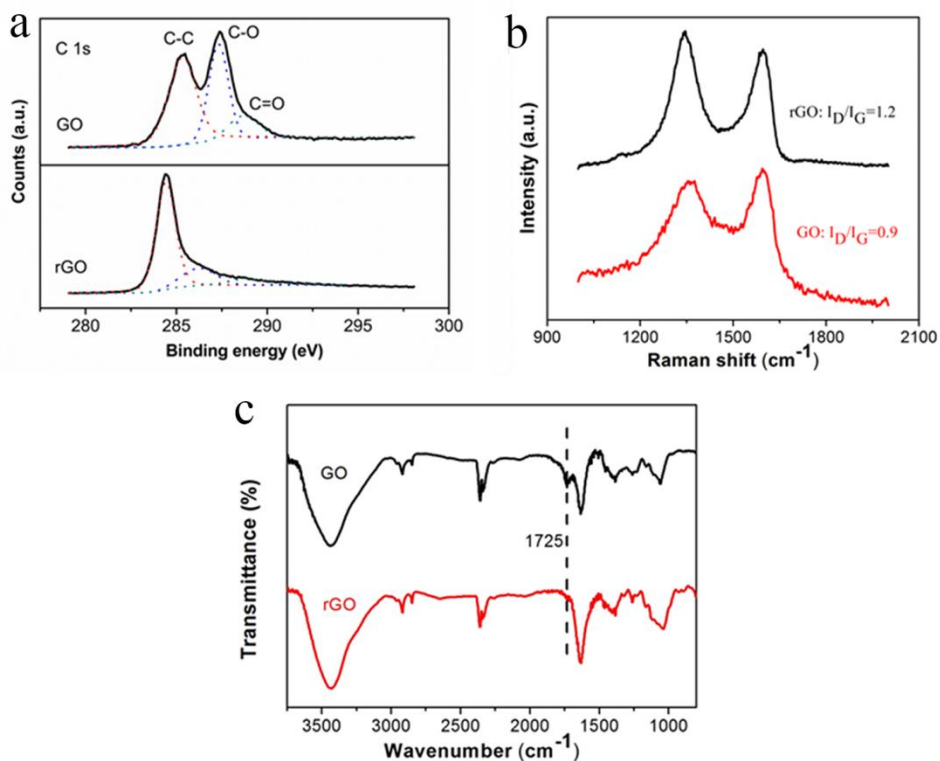 a
C 1s
C-C
C-O
C=O
GO
rGO
Counts (a.u.)
280 285 290 295 300
Binding energy (eV)
b
rGO: I_D/I_G=1.2
GO: I_D/I_G=0.9
Intensity (a.u.)
900 1200 1500 1800 2100
Raman shift (cm⁻¹)
c
GO
1725
rGO
Transmittance (%)
3500 3000 2500 2000 1500 1000
Wavenumber (cm⁻¹)